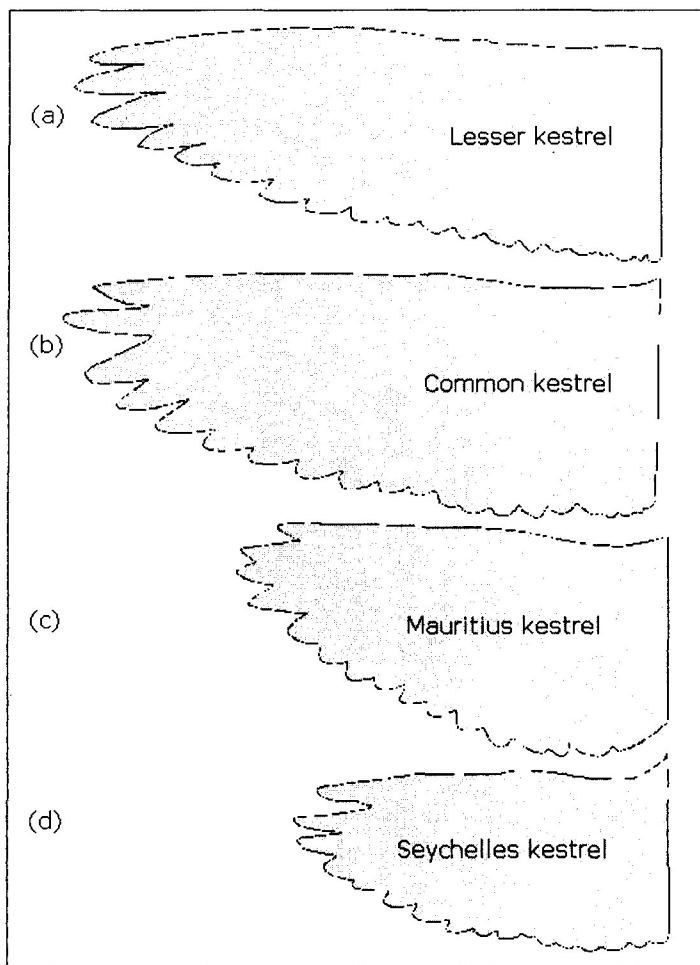 (a)
Lesser kestrel
(b)
Common kestrel
(c)
Mauritius kestrel
(d)
Seychelles kestrel